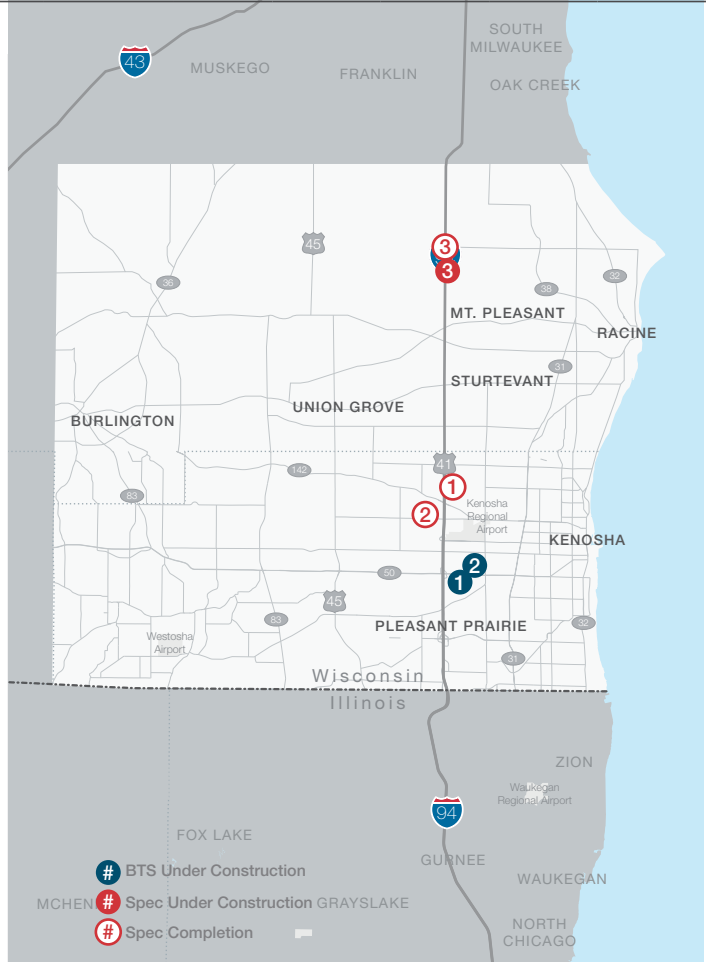 SOUTH
MILWAUKEE
43
MUSKEGO
FRANKLIN
OAK CREEK
45
3
3
36
38
32
MT. PLEASANT
RACINE
31
STURTEVANT
UNION GROVE
BURLINGTON
41
142
1
83
2
Kenosha
Regional
Airport
KENOSHA
2
50
1
45
83
32
PLEASANT PRAIRIE
Westosha
Airport
31
Wisconsin
Illinois
ZION
Waukegan
Regional Airport
94
FOX LAKE
GURNEE
# BTS Under Construction
WAUKEGAN
MCHEN
# Spec Under Construction
GRAYSLAKE
# Spec Completion
NORTH
CHICAGO